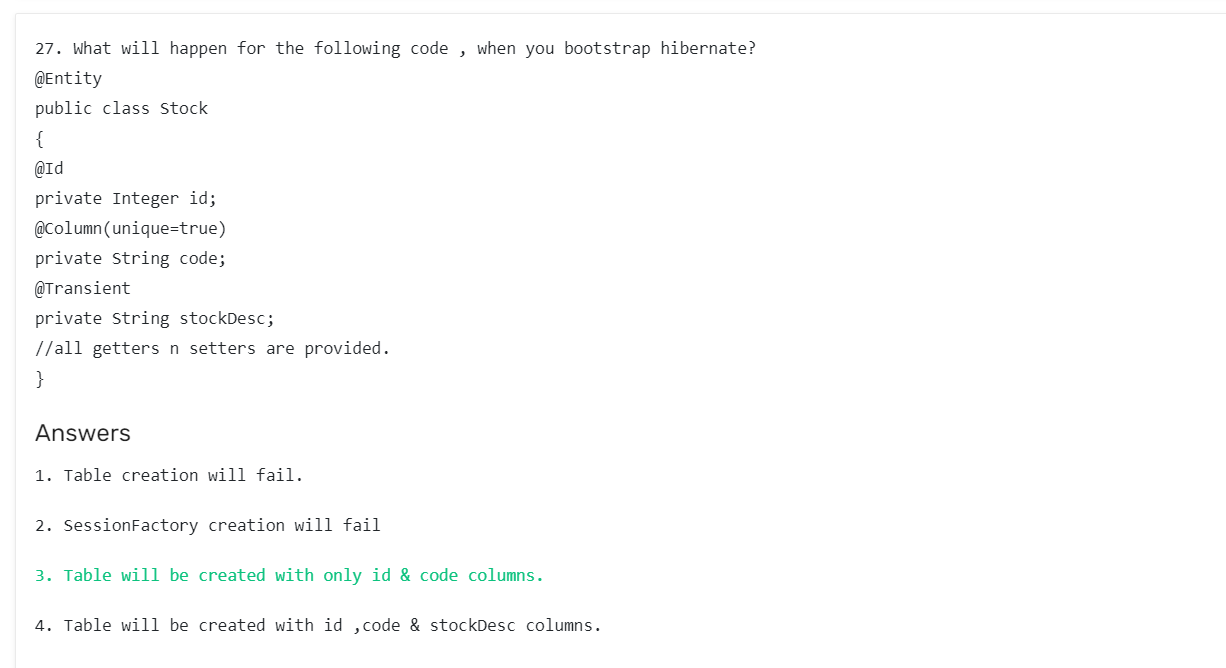 27. What will happen for the following code , when you bootstrap hibernate?
@Entity
public class Stock
{
@Id
private Integer id;
@Column(unique=true)
private String code;
@Transient
private String stockDesc;
//all getters n setters are provided.
}
Answers
1. Table creation will fail.
2. SessionFactory creation will fail
3. Table will be created with only id & code columns.
4. Table will be created with id ,code & stockDesc columns.